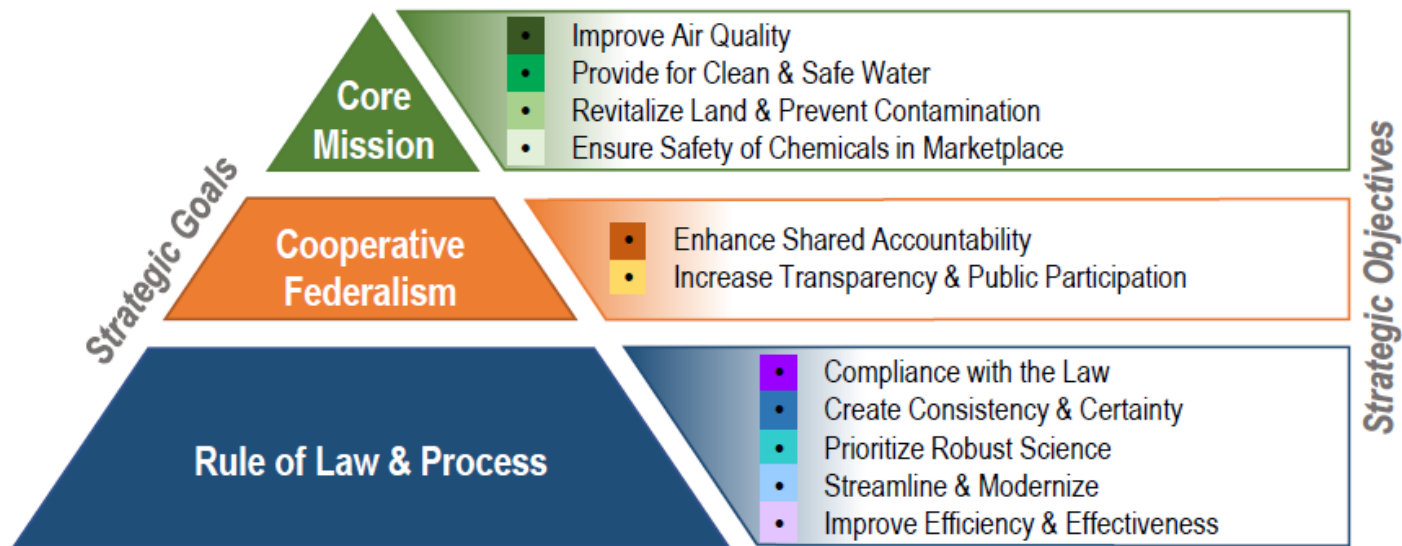 Strategic Goals
Core
Mission
• Improve Air Quality
• Provide for Clean & Safe Water
• Revitalize Land & Prevent Contamination
• Ensure Safety of Chemicals in Marketplace
Cooperative
Federalism
• Enhance Shared Accountability
• Increase Transparency & Public Participation
Rule of Law & Process
• Compliance with the Law
• Create Consistency & Certainty
• Prioritize Robust Science
• Streamline & Modernize
• Improve Efficiency & Effectiveness
Strategic Objectives